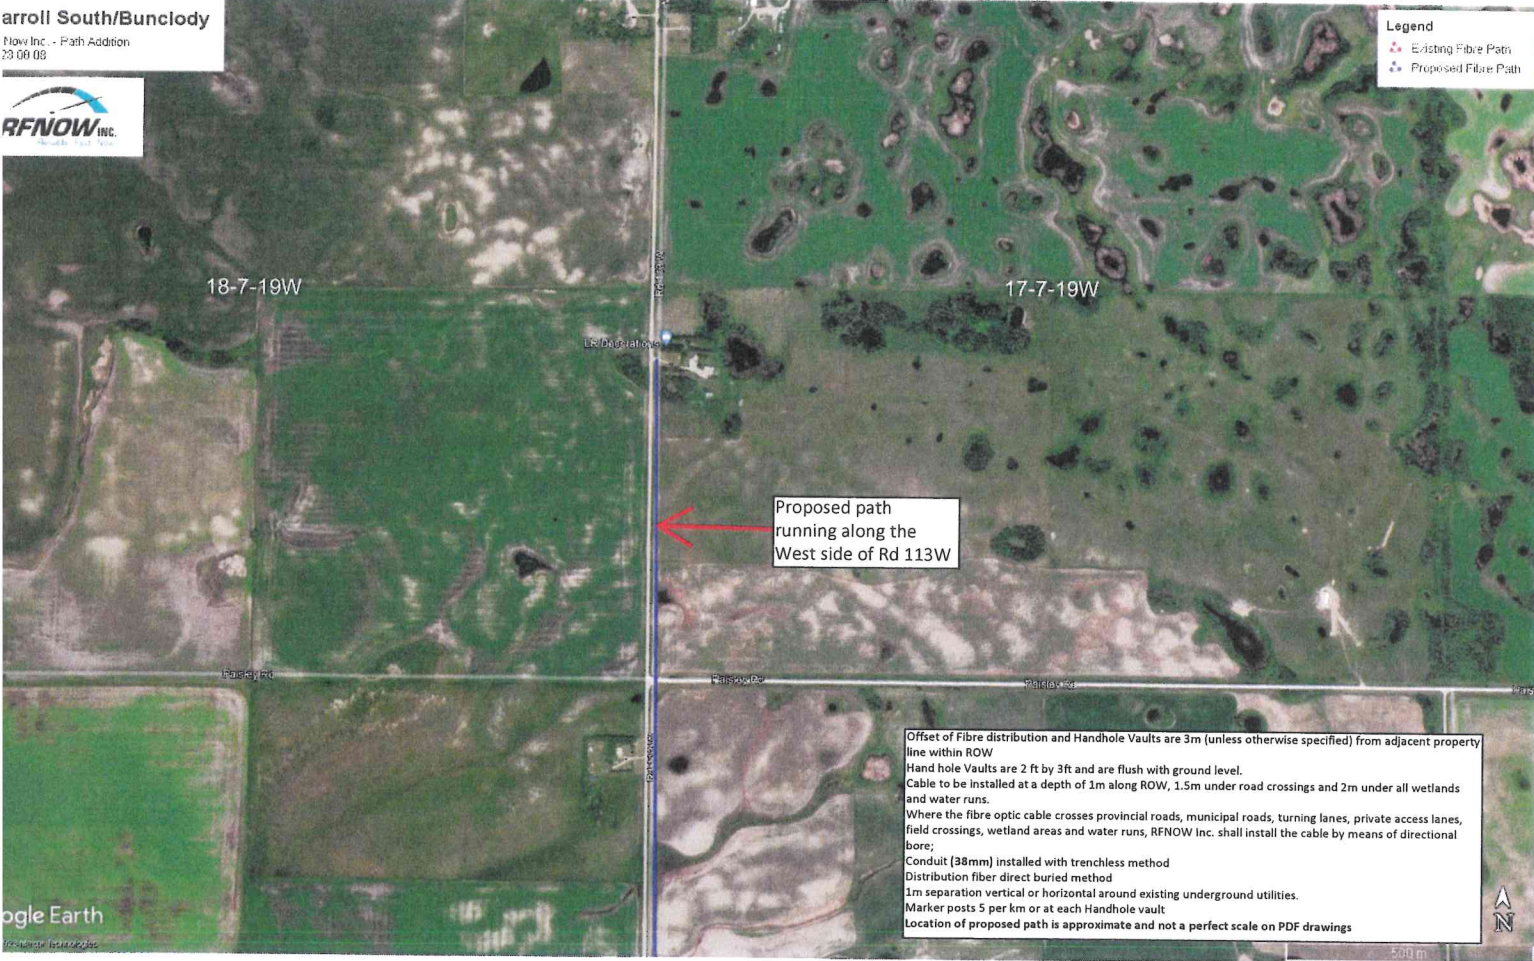 arroll South/Bunclody
Now Inc. - Path Addition
23 08 08
RFNOW INC.
Legend
Existing Fibre Path
Proposed Fibre Path
18-7-19W
17-7-19W
LR Decorations
Proposed path
running along the
West side of Rd 113W
Paisley Rd
Paisley Rd
Paisley Rd
Offset of Fibre distribution and Handhole Vaults are 3m (unless otherwise specified) from adjacent property
line within ROW
Hand hole Vaults are 2 ft by 3ft and are flush with ground level.
Cable to be installed at a depth of 1m along ROW, 1.5m under road crossings and 2m under all wetlands
and water runs.
Where the fibre optic cable crosses provincial roads, municipal roads, turning lanes, private access lanes,
field crossings, wetland areas and water runs, RFNOW Inc. shall install the cable by means of directional
bore;
Conduit (38mm) installed with trenchless method
Distribution fiber direct buried method
1m separation vertical or horizontal around existing underground utilities.
Marker posts 5 per km or at each Handhole vault
Location of proposed path is approximate and not a perfect scale on PDF drawings
ogle Earth
N
500 m